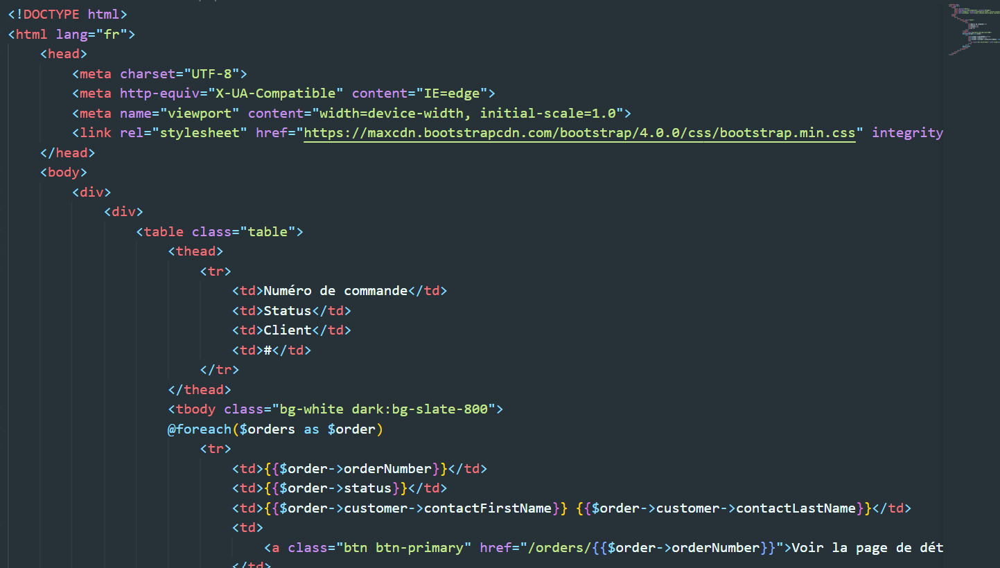 <!DOCTYPE html>
<html lang="fr">
<head>
<meta charset="UTF-8">
<meta http-equiv="X-UA-Compatible" content="IE=edge">
<meta name="viewport" content="width=device-width, initial-scale=1.0">
<link rel="stylesheet" href="https://maxcdn.bootstrapcdn.com/bootstrap/4.0.0/css/bootstrap.min.css" integrity
</head>
<body>
<div>
<div>
<table class="table">
<thead>
<tr>
<td>Numéro de commande</td>
<td>Status</td>
<td>Client</td>
<td>#</td>
</tr>
</thead>
<tbody class="bg-white dark:bg-slate-800">
@foreach($orders as $order)
<tr>
<td>{{$order->orderNumber}}</td>
<td>{{$order->status}}</td>
<td>{{$order->customer->contactFirstName}} {{$order->customer->contactLastName}}</td>
<td>
<a class="btn btn-primary" href="/orders/{{$order->orderNumber}}">Voir la page de dét
</td>